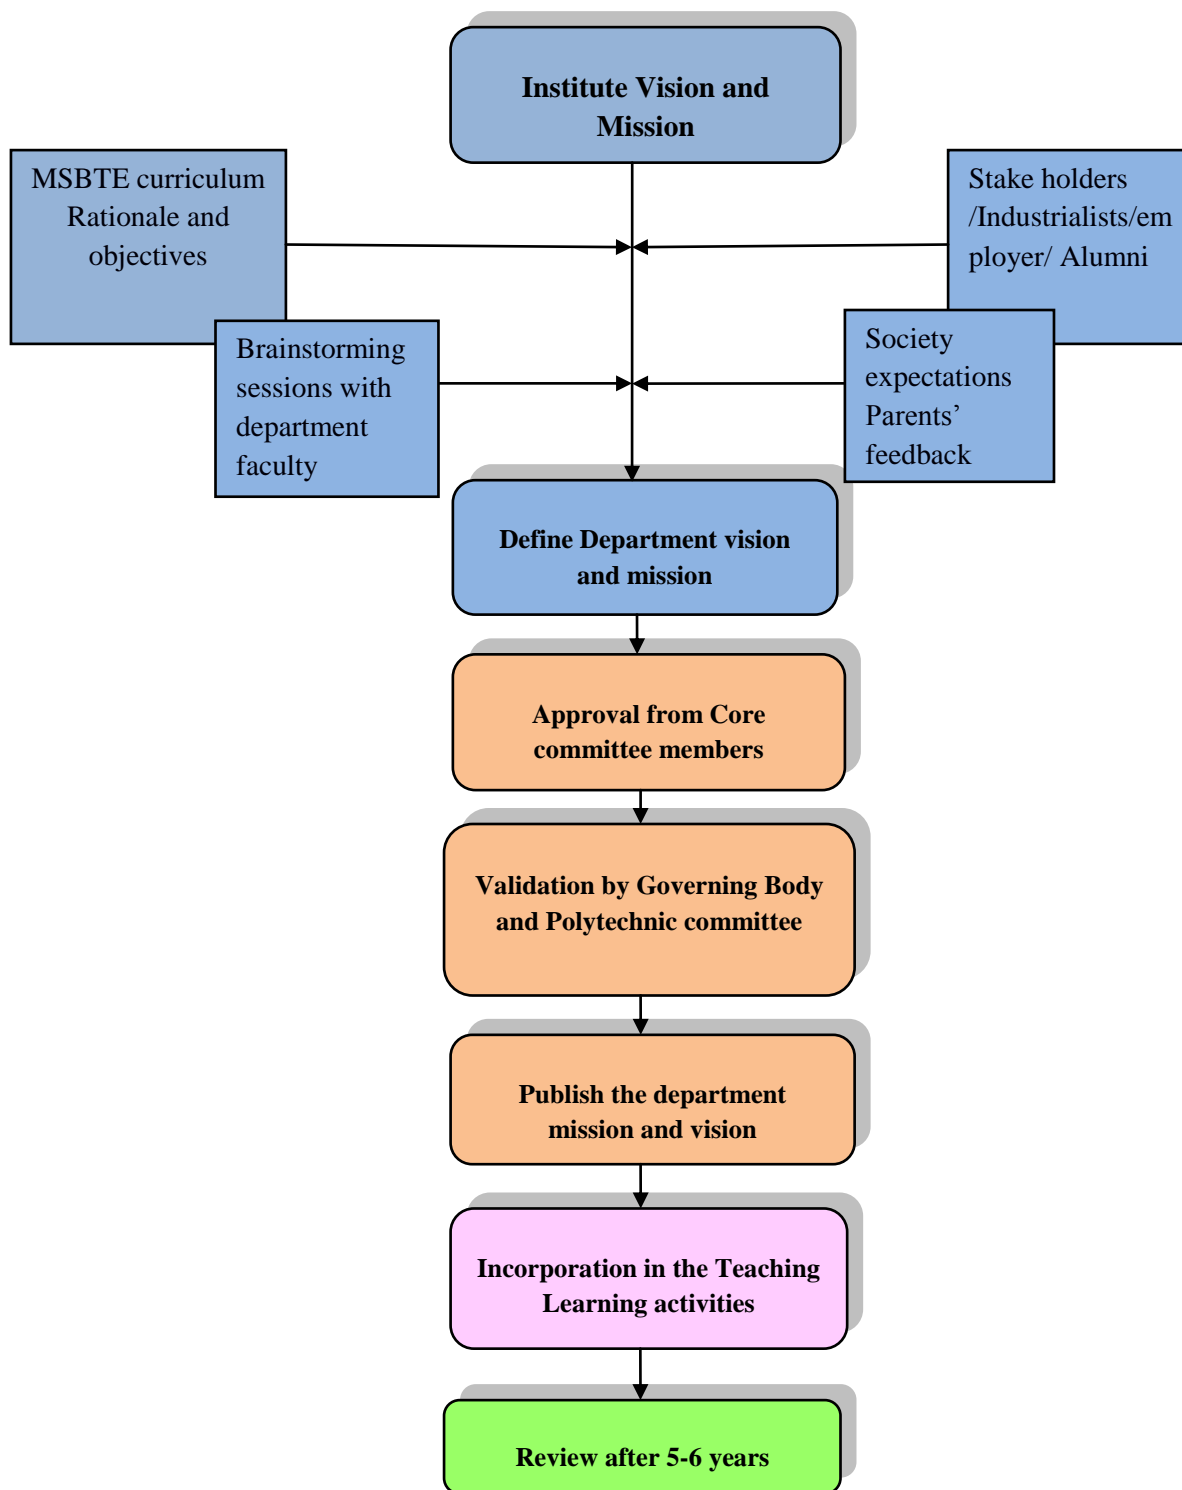 Institute Vision and
Mission
MSBTE curriculum
Rationale and
objectives
Stake holders
/Industrialists/em
ployer/ Alumni
Brainstorming
sessions with
department
faculty
Society
expectations
Parents’
feedback
Define Department vision
and mission
Approval from Core
committee members
Validation by Governing Body
and Polytechnic committee
Publish the department
mission and vision
Incorporation in the Teaching
Learning activities
Review after 5-6 years